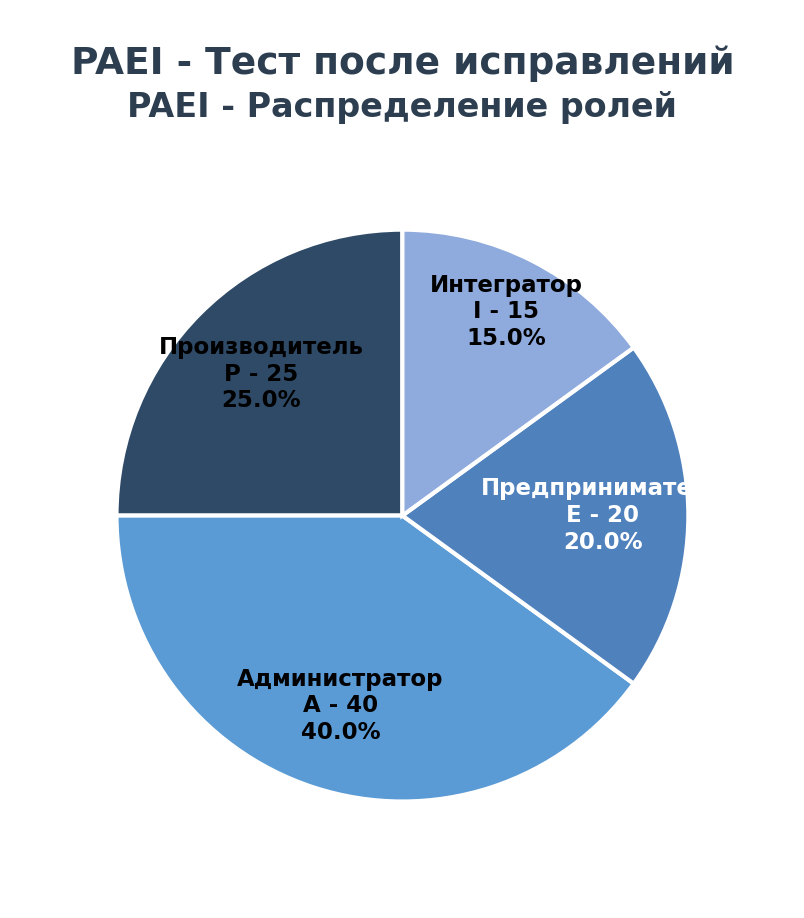 PAEI - Тест после исправлений
PAEI - Распределение ролей
Интегратор
I - 15
15.0%
Производитель
P - 25
25.0%
Предпринимате
E - 20
20.0%
Администратор
A - 40
40.0%